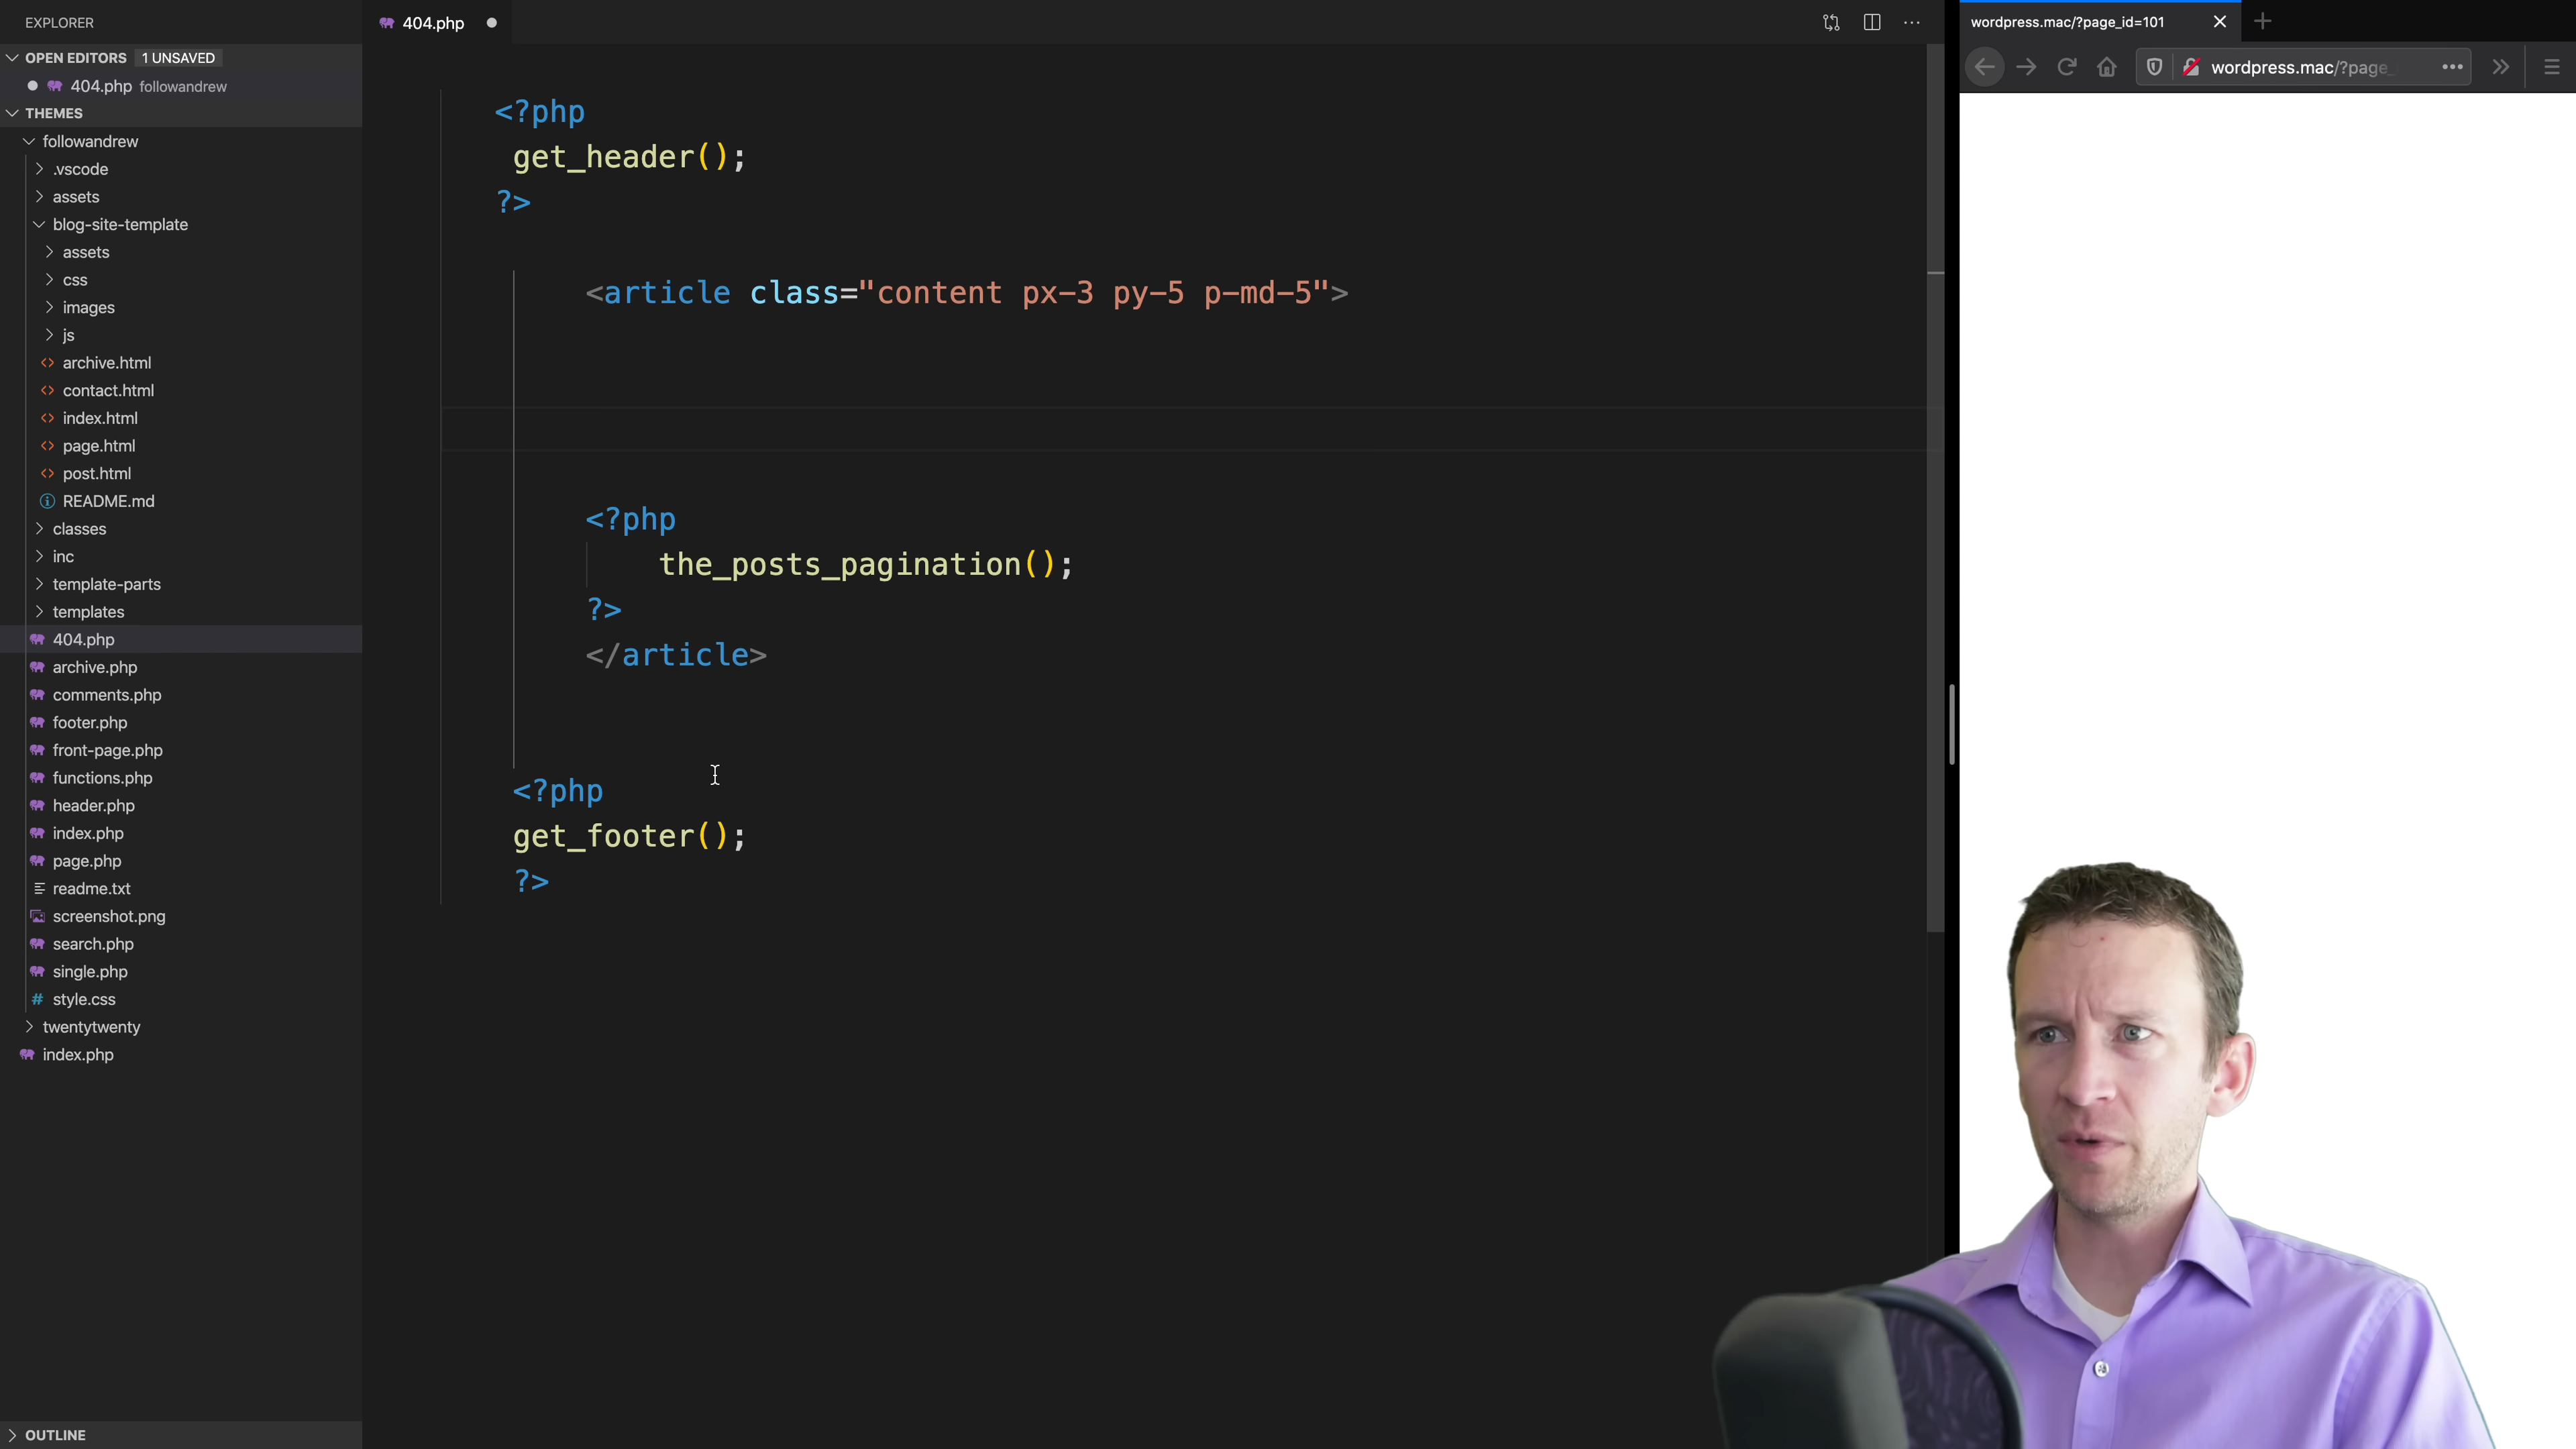 EXPLORER
OPEN EDITORS 1 UNSAVED
404.php followandrew
THEMES
followandrew
.vscode
assets
blog-site-template
assets
css
images
js
archive.html
contact.html
index.html
page.html
post.html
README.md
classes
inc
template-parts
templates
404.php
archive.php
comments.php
footer.php
front-page.php
functions.php
header.php
index.php
page.php
readme.txt
screenshot.png
search.php
single.php
style.css
twentytwenty
index.php
OUTLINE
404.php
<?php
get_header();
?>
<article class="content px-3 py-5 p-md-5">
<?php
the_posts_pagination();
?>
</article>
<?php
get_footer();
?>
wordpress.mac/?page_id=101
wordpress.mac/?page_